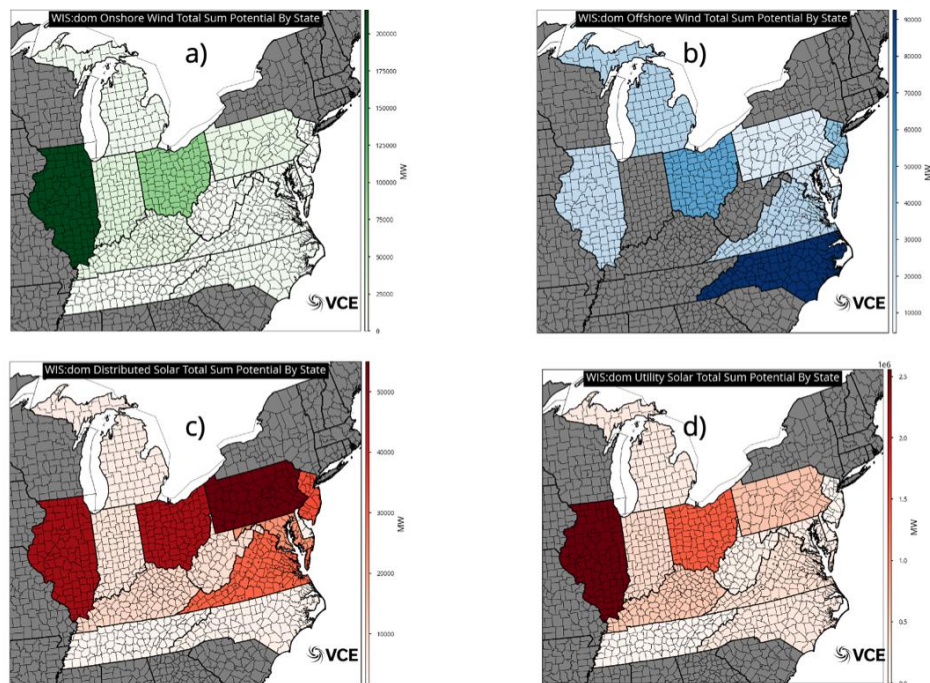 WIS:dom Onshore Wind Total Sum Potential By State
a)
200000
175000
150000
125000
100000
75000
50000
25000
0
MW
VCE
WIS:dom Offshore Wind Total Sum Potential By State
b)
90000
80000
70000
60000
50000
40000
30000
20000
10000
MW
VCE
WIS:dom Distributed Solar Total Sum Potential By State
c)
50000
40000
30000
20000
10000
MW
VCE
WIS:dom Utility Solar Total Sum Potential By State
d)
1e6
2.5
2.0
1.5
1.0
0.5
0.0
MW
VCE